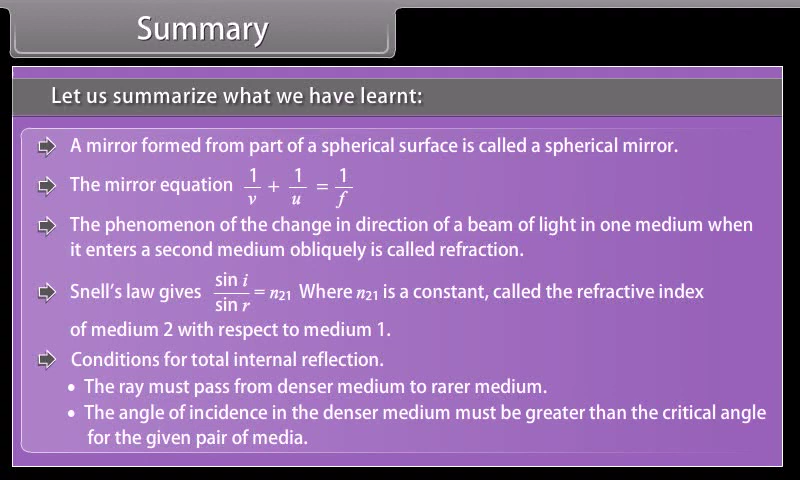 Summary
Let us summarize what we have learnt:
A mirror formed from part of a spherical surface is called a spherical mirror.
The mirror equation 1/v + 1/u = 1/f
The phenomenon of the change in direction of a beam of light in one medium when
it enters a second medium obliquely is called refraction.
Snell's law gives sin i / sin r = n₂₁ Where n₂₁ is a constant, called the refractive index
of medium 2 with respect to medium 1.
Conditions for total internal reflection.
• The ray must pass from denser medium to rarer medium.
• The angle of incidence in the denser medium must be greater than the critical angle
for the given pair of media.